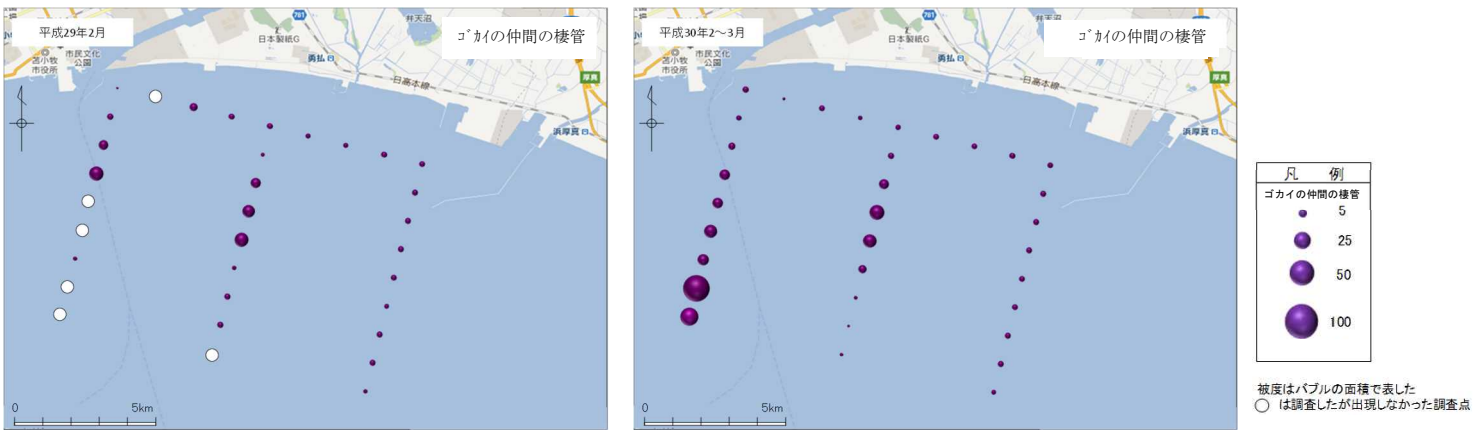 平成29年2月
ｺﾞｶｲの仲間の棲管
781
弁天沼
日本製紙G
市民文化
公園
苫小牧
市役所
勇払
日高本線
厚真
浜厚真
0 5km
平成30年2～3月
ｺﾞｶｲの仲間の棲管
781
弁天沼
日本製紙G
市民文化
公園
苫小牧
市役所
勇払
日高本線
厚真
浜厚真
0 5km
凡 例
ゴカイの仲間の棲管
5
25
50
100
被度はバブルの面積で表した
○ は調査したが出現しなかった調査点